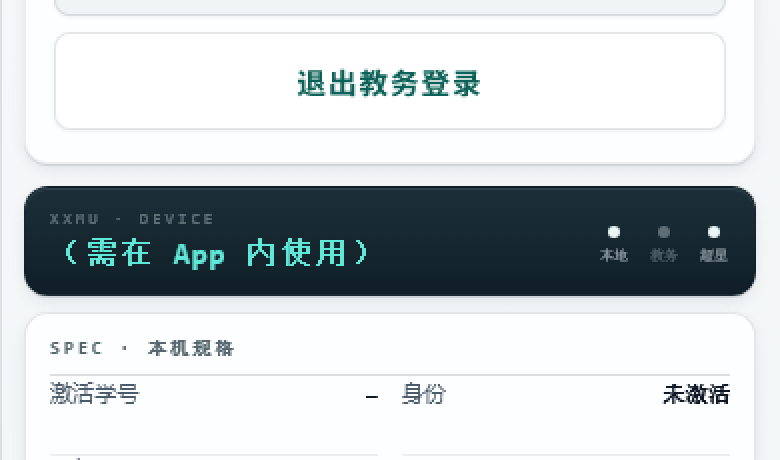 退出教务登录
XXMU · DEVICE
（需在 App 内使用）
本地 教务 超星
SPEC · 本机规格
激活学号 – 身份 未激活